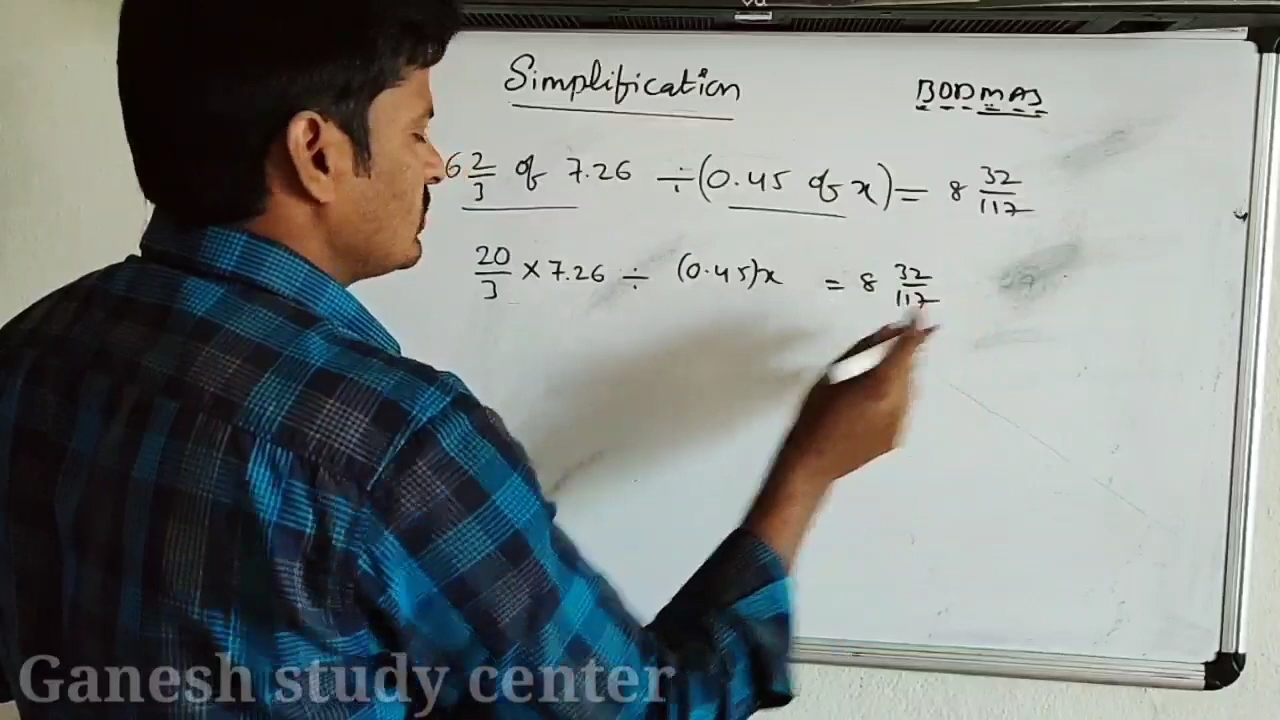 Simplification
BODMAS
6 2/3 of 7.26 ÷ (0.45 of x) = 8 32/117
20/3 × 7.26 ÷ (0.45)x = 8 32/117
Ganesh study center